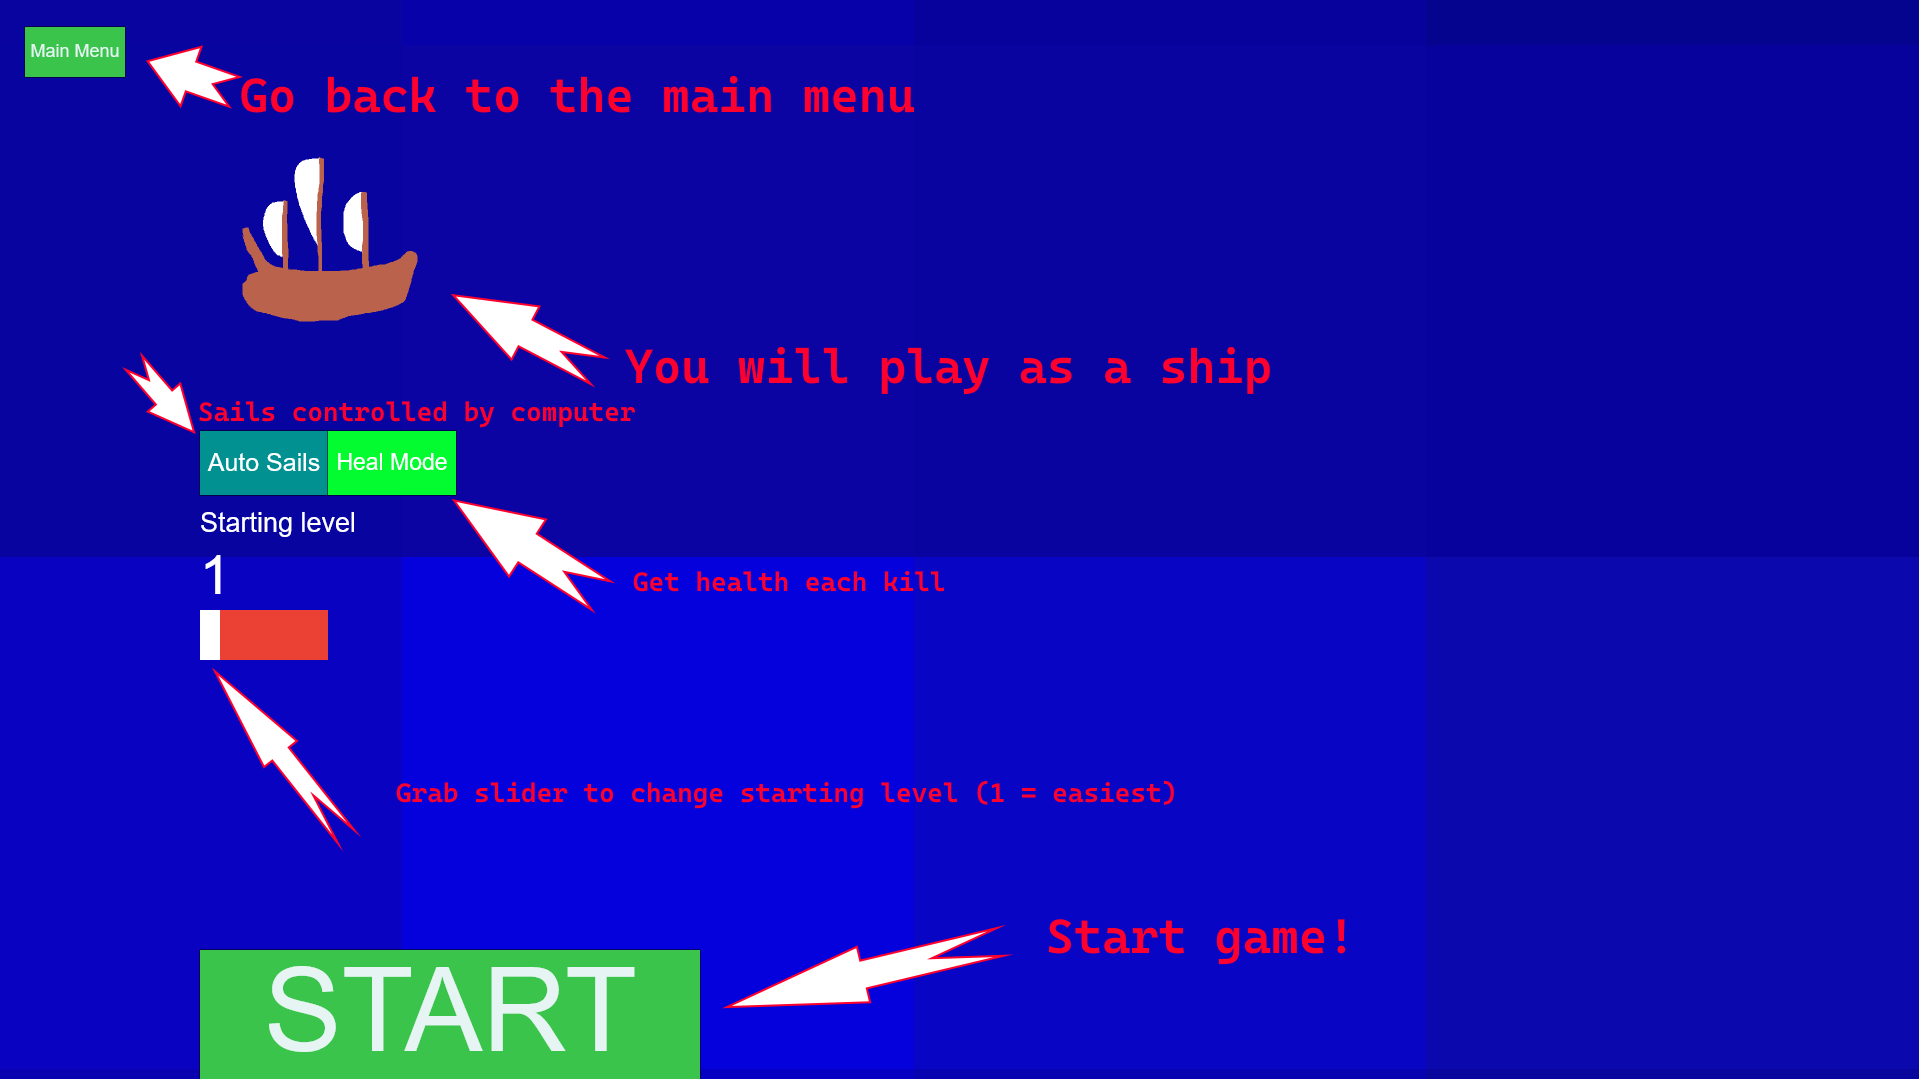 Main Menu
Go back to the main menu
You will play as a ship
Sails controlled by computer
Auto Sails
Heal Mode
Starting level
1
Get health each kill
Grab slider to change starting level (1 = easiest)
Start game!
START